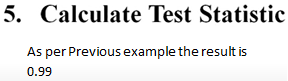 5. Calculate Test Statistic
As per Previous example the result is
0.99